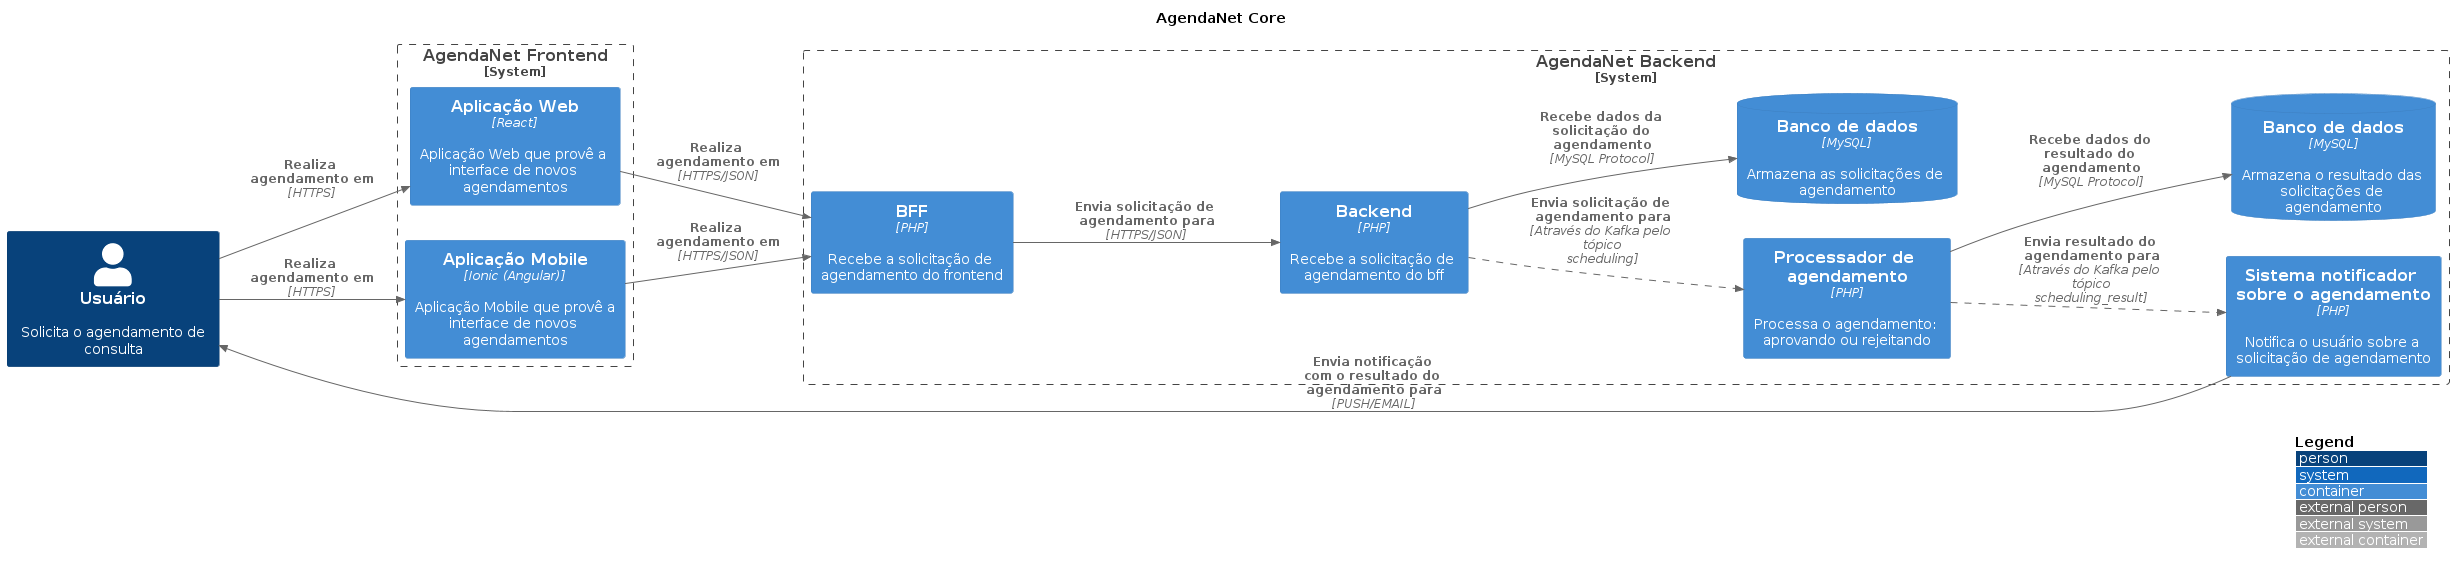 AgendaNet Core
AgendaNet Frontend
[System]
AgendaNet Backend
[System]
Usuário
Solicita o agendamento de
consulta
Realiza
agendamento em
[HTTPS]
Realiza
agendamento em
[HTTPS]
Aplicação Web
[React]
Aplicação Web que provê a
interface de novos
agendamentos
Aplicação Mobile
[Ionic (Angular)]
Aplicação Mobile que provê a
interface de novos
agendamentos
Realiza
agendamento em
[HTTPS/JSON]
Realiza
agendamento em
[HTTPS/JSON]
BFF
[PHP]
Recebe a solicitação de
agendamento do frontend
Envia solicitação de
agendamento para
[HTTPS/JSON]
Backend
[PHP]
Recebe a solicitação de
agendamento do bff
Recebe dados da
solicitação do
agendamento
[MySQL Protocol]
Envia solicitação de
agendamento para
[Através do Kafka pelo
tópico
scheduling]
Banco de dados
[MySQL]
Armazena as solicitações de
agendamento
Processador de
agendamento
[PHP]
Processa o agendamento:
aprovando ou rejeitando
Recebe dados do
resultado do
agendamento
[MySQL Protocol]
Envia resultado do
agendamento para
[Através do Kafka pelo
tópico
scheduling_result]
Banco de dados
[MySQL]
Armazena o resultado das
solicitações de
agendamento
Sistema notificador
sobre o agendamento
[PHP]
Notifica o usuário sobre a
solicitação de agendamento
Envia notificação
com o resultado do
agendamento para
[PUSH/EMAIL]
Legend
person
system
container
external person
external system
external container